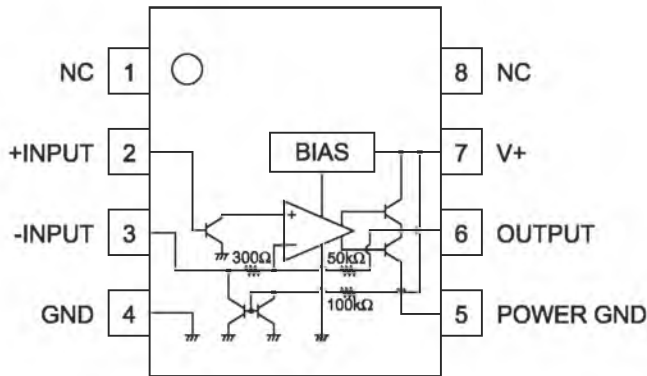 NC 1 8 NC
+INPUT 2 BIAS 7 V+
+
-INPUT 3 6 OUTPUT
−
300Ω 50kΩ
100kΩ
GND 4 5 POWER GND